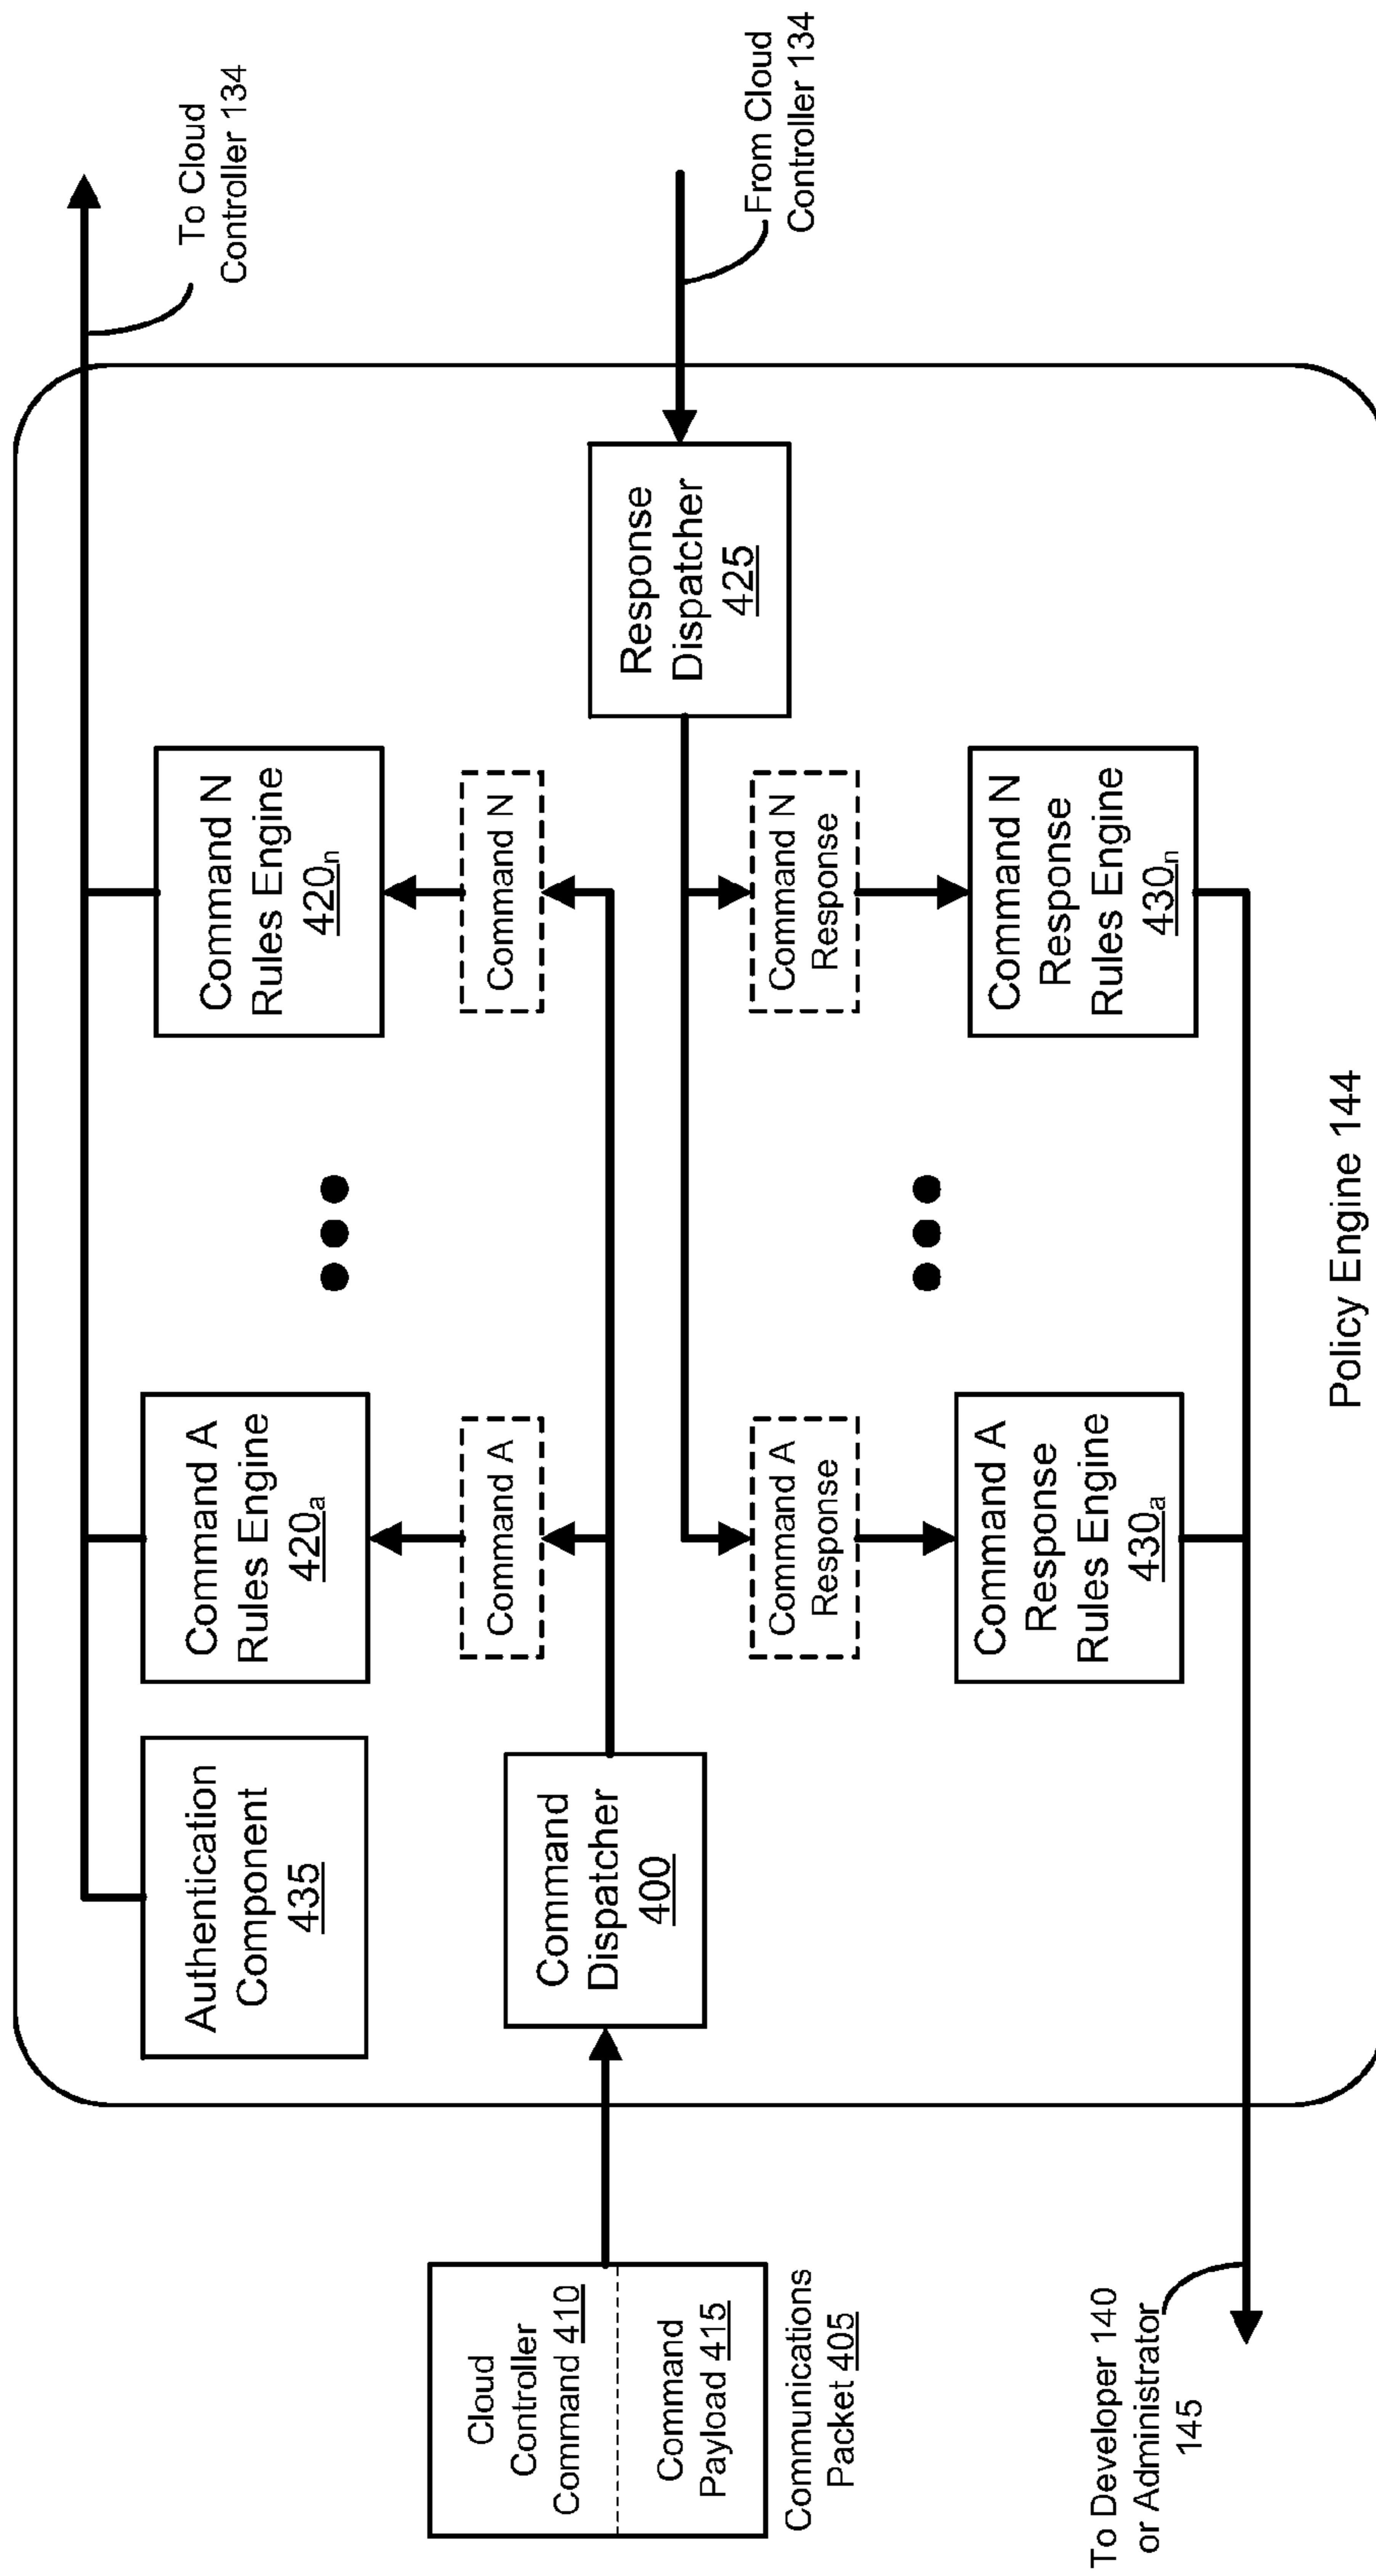 To Cloud
Controller 134
Authentication
Component
435
Command A
Rules Engine
420a
Command N
Rules Engine
420n
Command A
Command N
From Cloud
Controller 134
Cloud
Controller
Command 410
Command
Payload 415
Communications
Packet 405
Command
Dispatcher
400
Response
Dispatcher
425
Command A
Response
Command N
Response
Command A
Response
Rules Engine
430a
Command N
Response
Rules Engine
430n
To Developer 140
or Administrator
145
Policy Engine 144